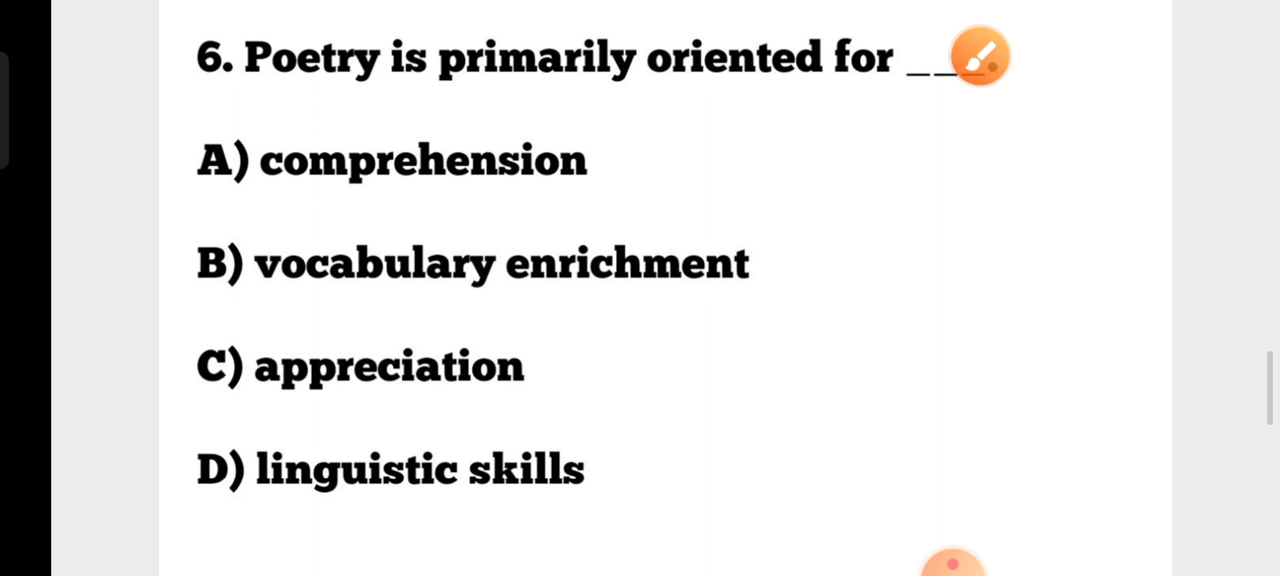 6. Poetry is primarily oriented for ___.
A) comprehension
B) vocabulary enrichment
C) appreciation
D) linguistic skills